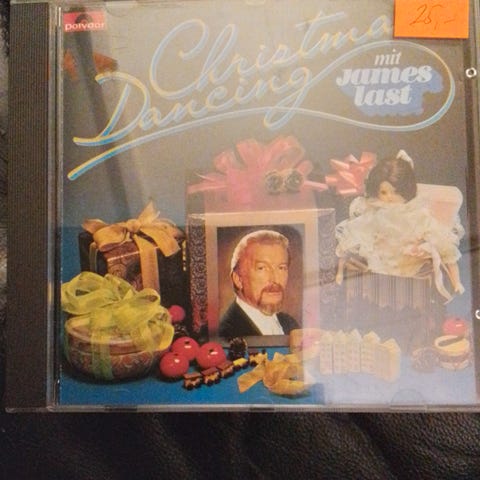 Polydor
25,-
Christmas
Dancing
mit
James
last